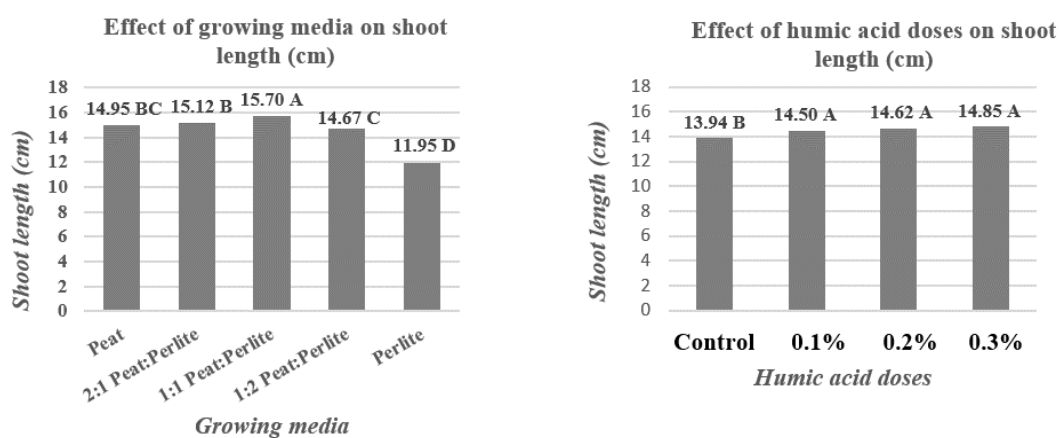 Effect of growing media on shoot
length (cm)
18
16
14
12
10
8
6
4
2
0
Shoot length (cm)
14.95 BC
15.12 B
15.70 A
14.67 C
11.95 D
Peat
2:1 Peat:Perlite
1:1 Peat:Perlite
1:2 Peat:Perlite
Perlite
Growing media
Effect of humic acid doses on shoot
length (cm)
18
16
14
12
10
8
6
4
2
0
Shoot length (cm)
13.94 B
14.50 A
14.62 A
14.85 A
Control
0.1%
0.2%
0.3%
Humic acid doses